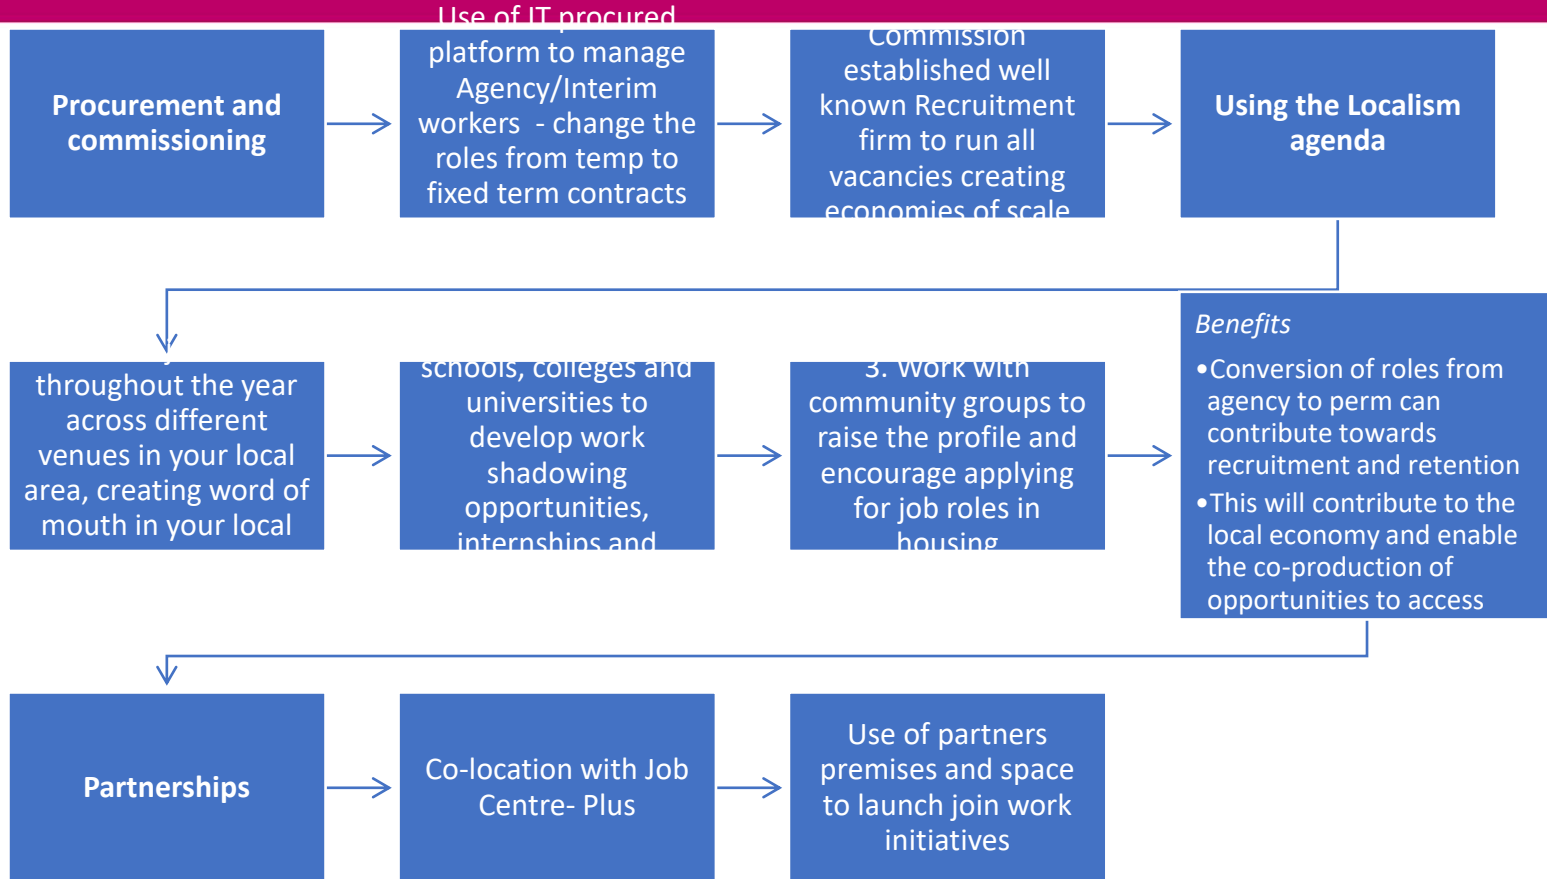 Procurement and
commissioning
Use of IT procured
platform to manage
Agency/Interim
workers - change the
roles from temp to
fixed term contracts
Commission
established well
known Recruitment
firm to run all
vacancies creating
economies of scale
Using the Localism
agenda
throughout the year
across different
venues in your local
area, creating word of
mouth in your local
schools, colleges and
universities to
develop work
shadowing
opportunities,
internships and
3. Work with
community groups to
raise the profile and
encourage applying
for job roles in
housing
Benefits
•Conversion of roles from
agency to perm can
contribute towards
recruitment and retention
•This will contribute to the
local economy and enable
the co-production of
opportunities to access
Partnerships
Co-location with Job
Centre- Plus
Use of partners
premises and space
to launch join work
initiatives